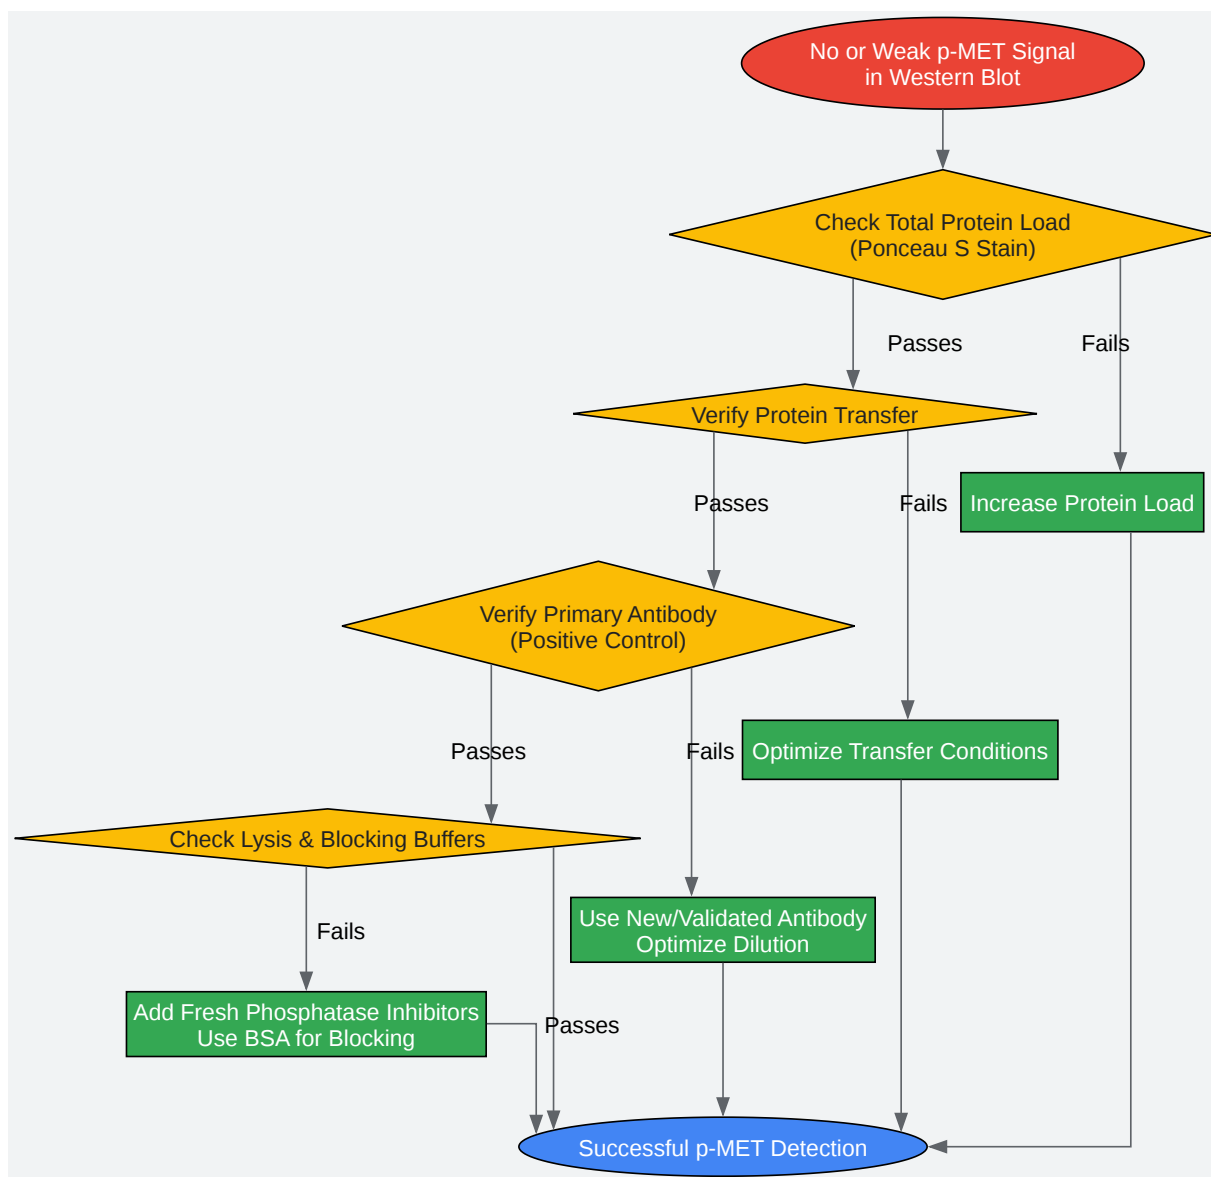 No or Weak p-MET Signal
in Western Blot
Check Total Protein Load
(Ponceau S Stain)
Passes
Fails
Verify Protein Transfer
Passes
Fails
Increase Protein Load
Verify Primary Antibody
(Positive Control)
Passes
Fails
Optimize Transfer Conditions
Check Lysis & Blocking Buffers
Fails
Use New/Validated Antibody
Optimize Dilution
Add Fresh Phosphatase Inhibitors
Use BSA for Blocking
Passes
Successful p-MET Detection